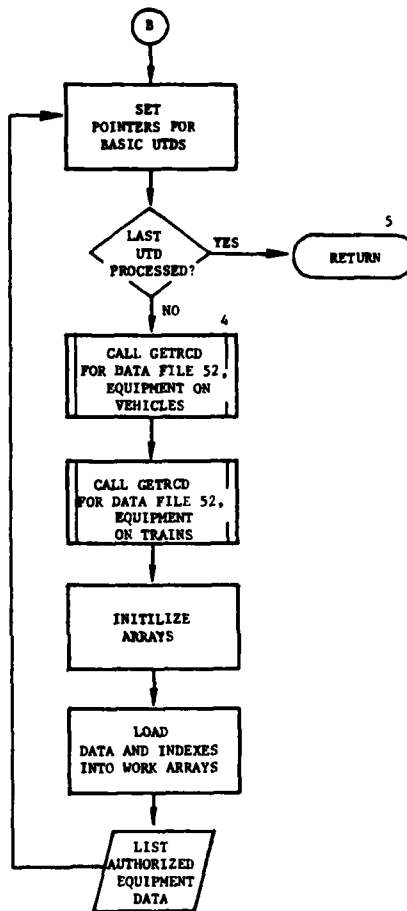 B
SET
POINTERS FOR
BASIC UTDS
LAST
UTD
PROCESSED?
YES
5
RETURN
NO
4
CALL GETRCD
FOR DATA FILE 52,
EQUIPMENT ON
VEHICLES
CALL GETRCD
FOR DATA FILE 52,
EQUIPMENT
ON TRAINS
INITILIZE
ARRAYS
LOAD
DATA AND INDEXES
INTO WORK ARRAYS
LIST
AUTHORIZED
EQUIPMENT
DATA